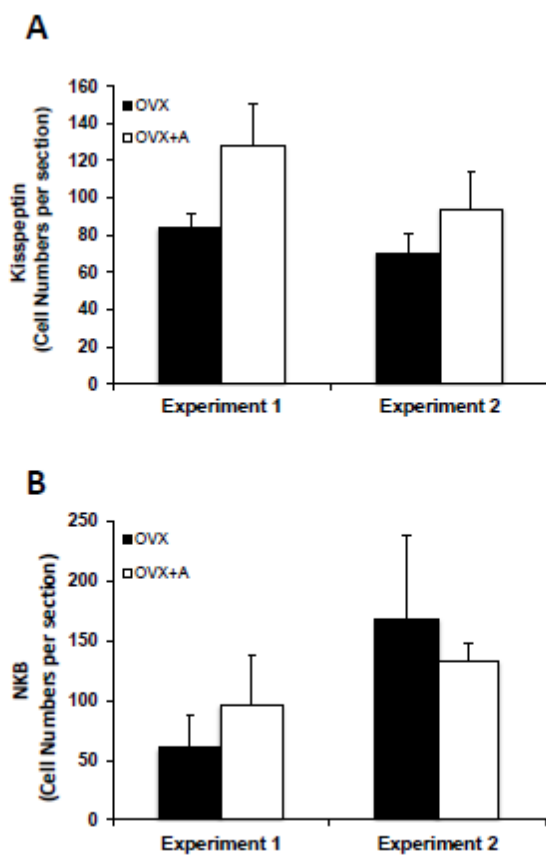 A
Kisspeptin
(Cell Numbers per section)
160
140
120
100
80
60
40
20
0
OVX
OVX+A
Experiment 1
Experiment 2
B
NKB
(Cell Numbers per section)
250
200
150
100
50
0
OVX
OVX+A
Experiment 1
Experiment 2